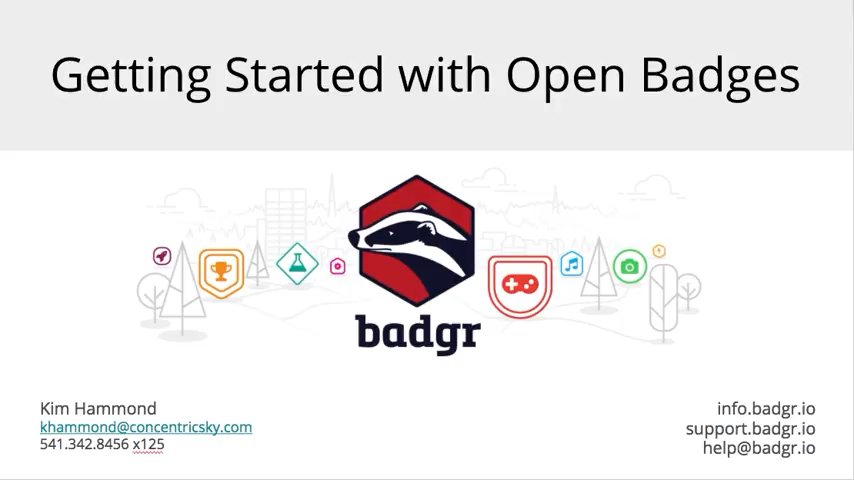 Getting Started with Open Badges
badgr
Kim Hammond
khammond@concentricsky.com
541.342.8456 x125
info.badgr.io
support.badgr.io
help@badgr.io